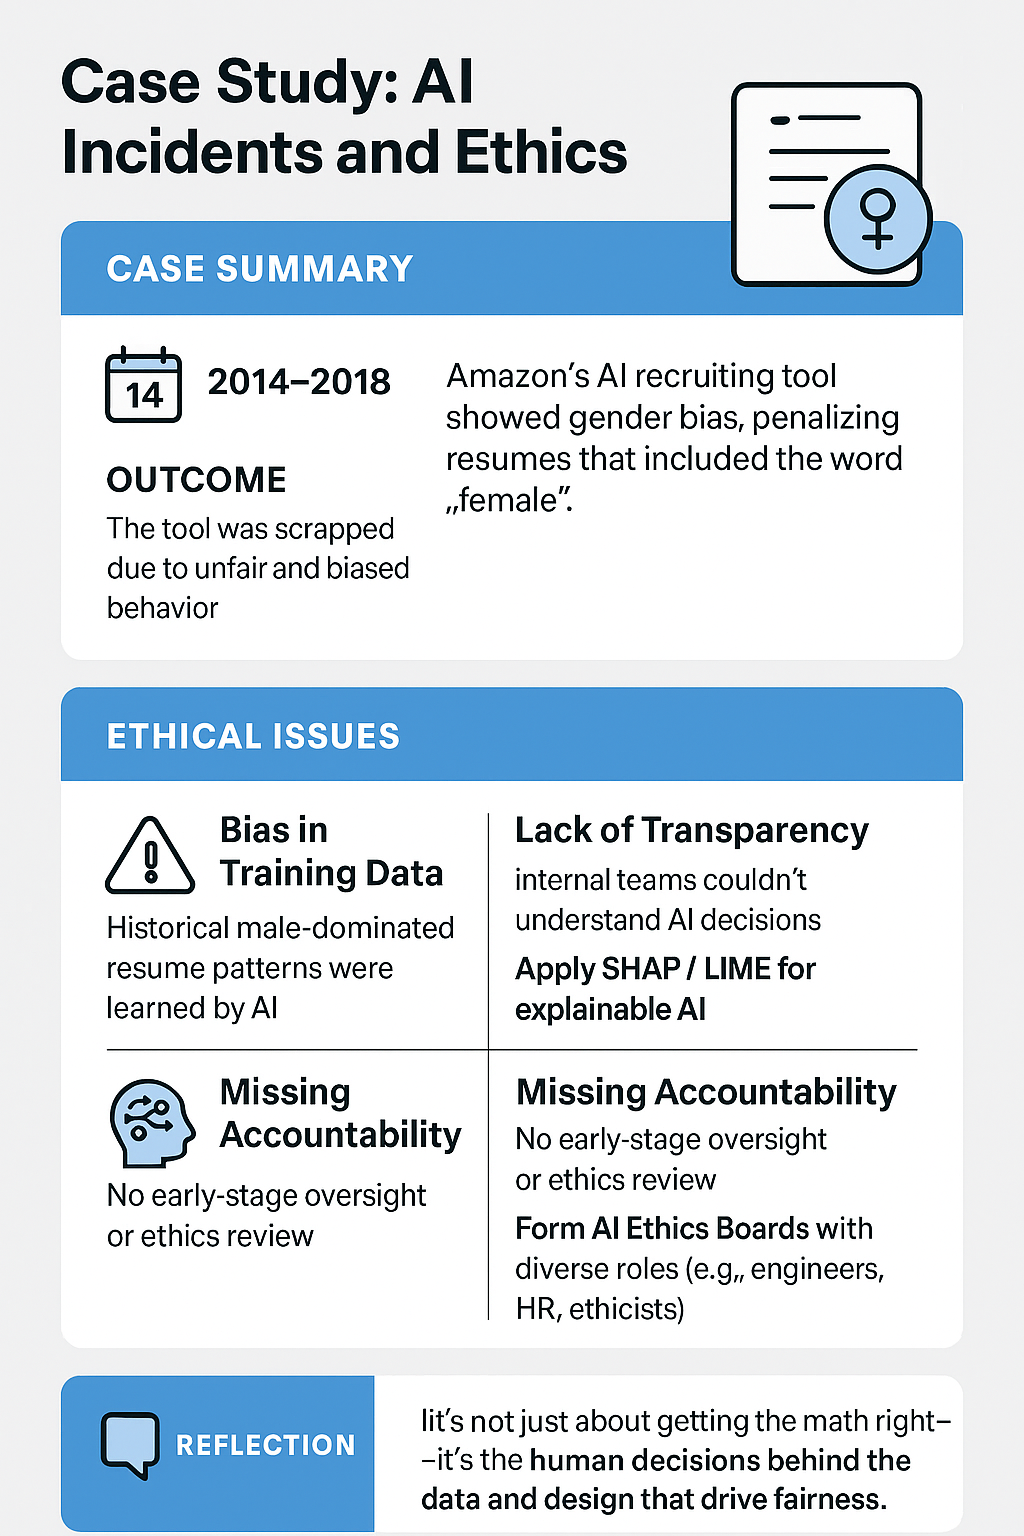 Case Study: AI
Incidents and Ethics
CASE SUMMARY
14
2014–2018
OUTCOME
The tool was scrapped
due to unfair and biased
behavior
Amazon’s AI recruiting tool
showed gender bias, penalizing
resumes that included the word
„female”.
ETHICAL ISSUES
Bias in
Training Data
Historical male-dominated
resume patterns were
learned by AI
Lack of Transparency
internal teams couldn’t
understand AI decisions
Apply SHAP / LIME for
explainable AI
Missing
Accountability
No early-stage oversight
or ethics review
Missing Accountability
No early-stage oversight
or ethics review
Form AI Ethics Boards with
diverse roles (e.g„ engineers,
HR, ethicists)
REFLECTION
lit’s not just about getting the math right–
–it’s the human decisions behind the
data and design that drive fairness.